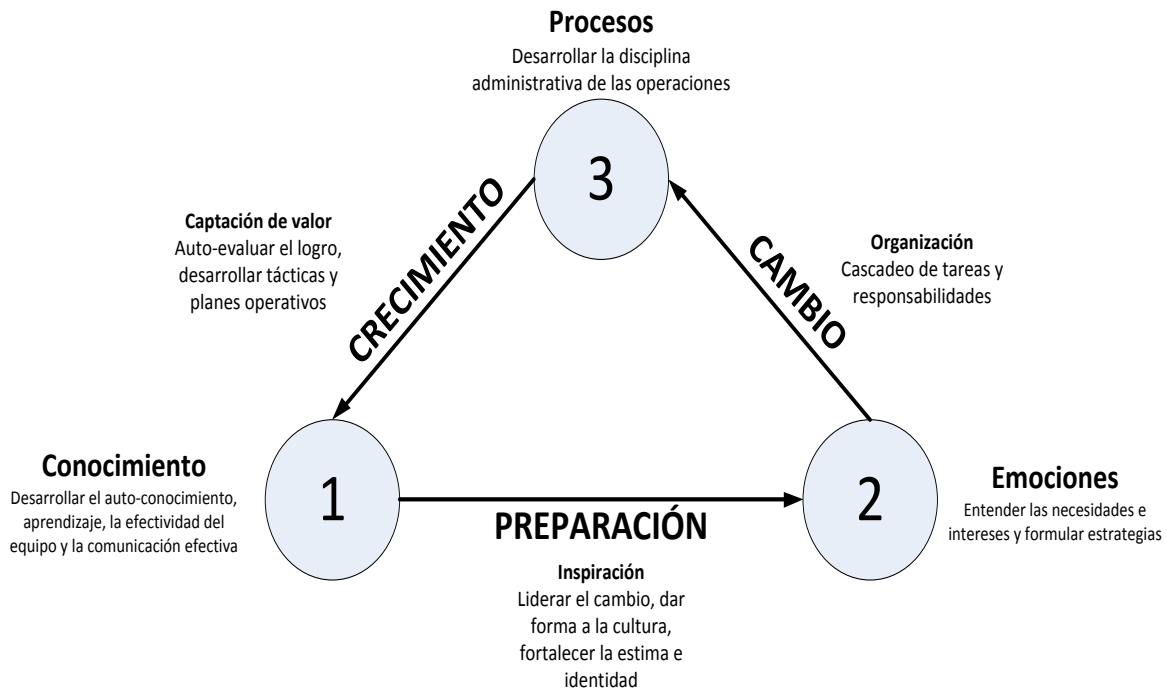 Procesos
Desarrollar la disciplina
administrativa de las operaciones
3
CRECIMIENTO
Captación de valor
Auto-evaluar el logro,
desarrollar tácticas y
planes operativos
CAMBIO
Organización
Cascadeo de tareas y
responsabilidades
Conocimiento
Desarrollar el auto-conocimiento,
aprendizaje, la efectividad del
equipo y la comunicación efectiva
1
PREPARACIÓN
Inspiración
Liderar el cambio, dar
forma a la cultura,
fortalecer la estima e
identidad
2
Emociones
Entender las necesidades e
intereses y formular estrategias